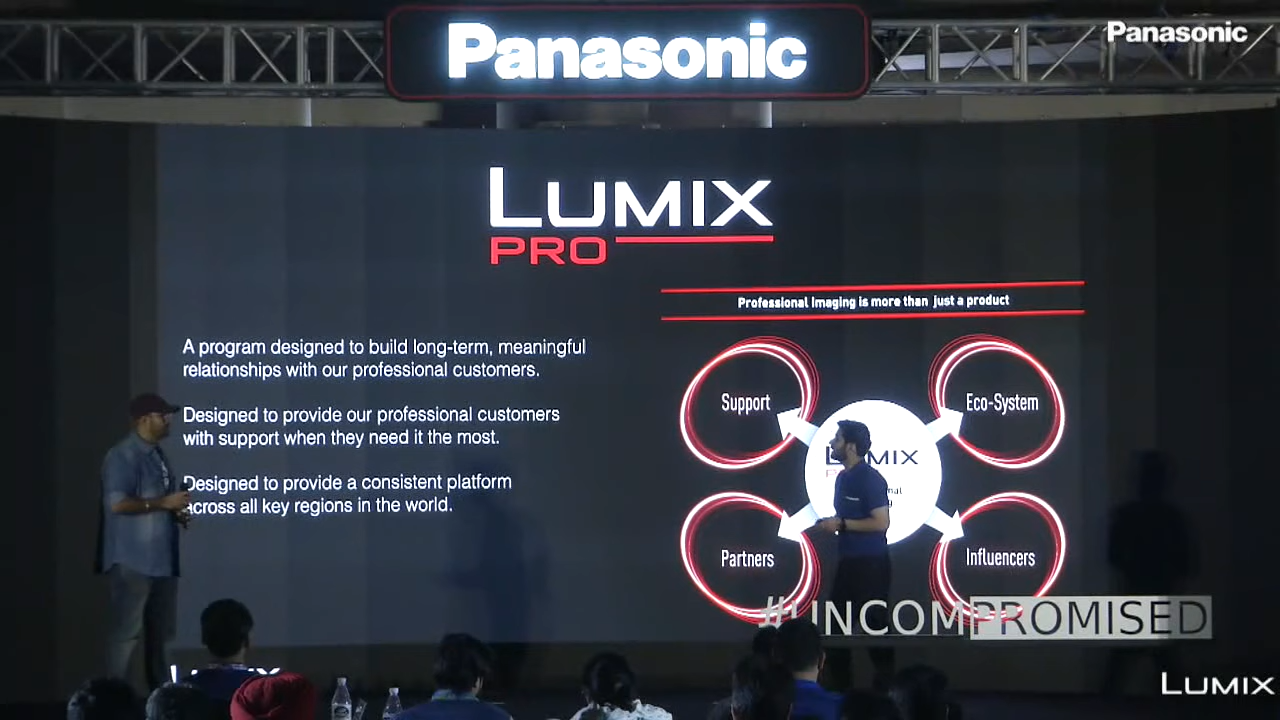 Panasonic
Panasonic
LUMIX
PRO
Professional Imaging is more than just a product
A program designed to build long-term, meaningful
relationships with our professional customers.
Designed to provide our professional customers
with support when they need it the most.
Designed to provide a consistent platform
across all key regions in the world.
Support
Eco-System
Partners
Influencers
#UNCOMPROMISED
LUMIX